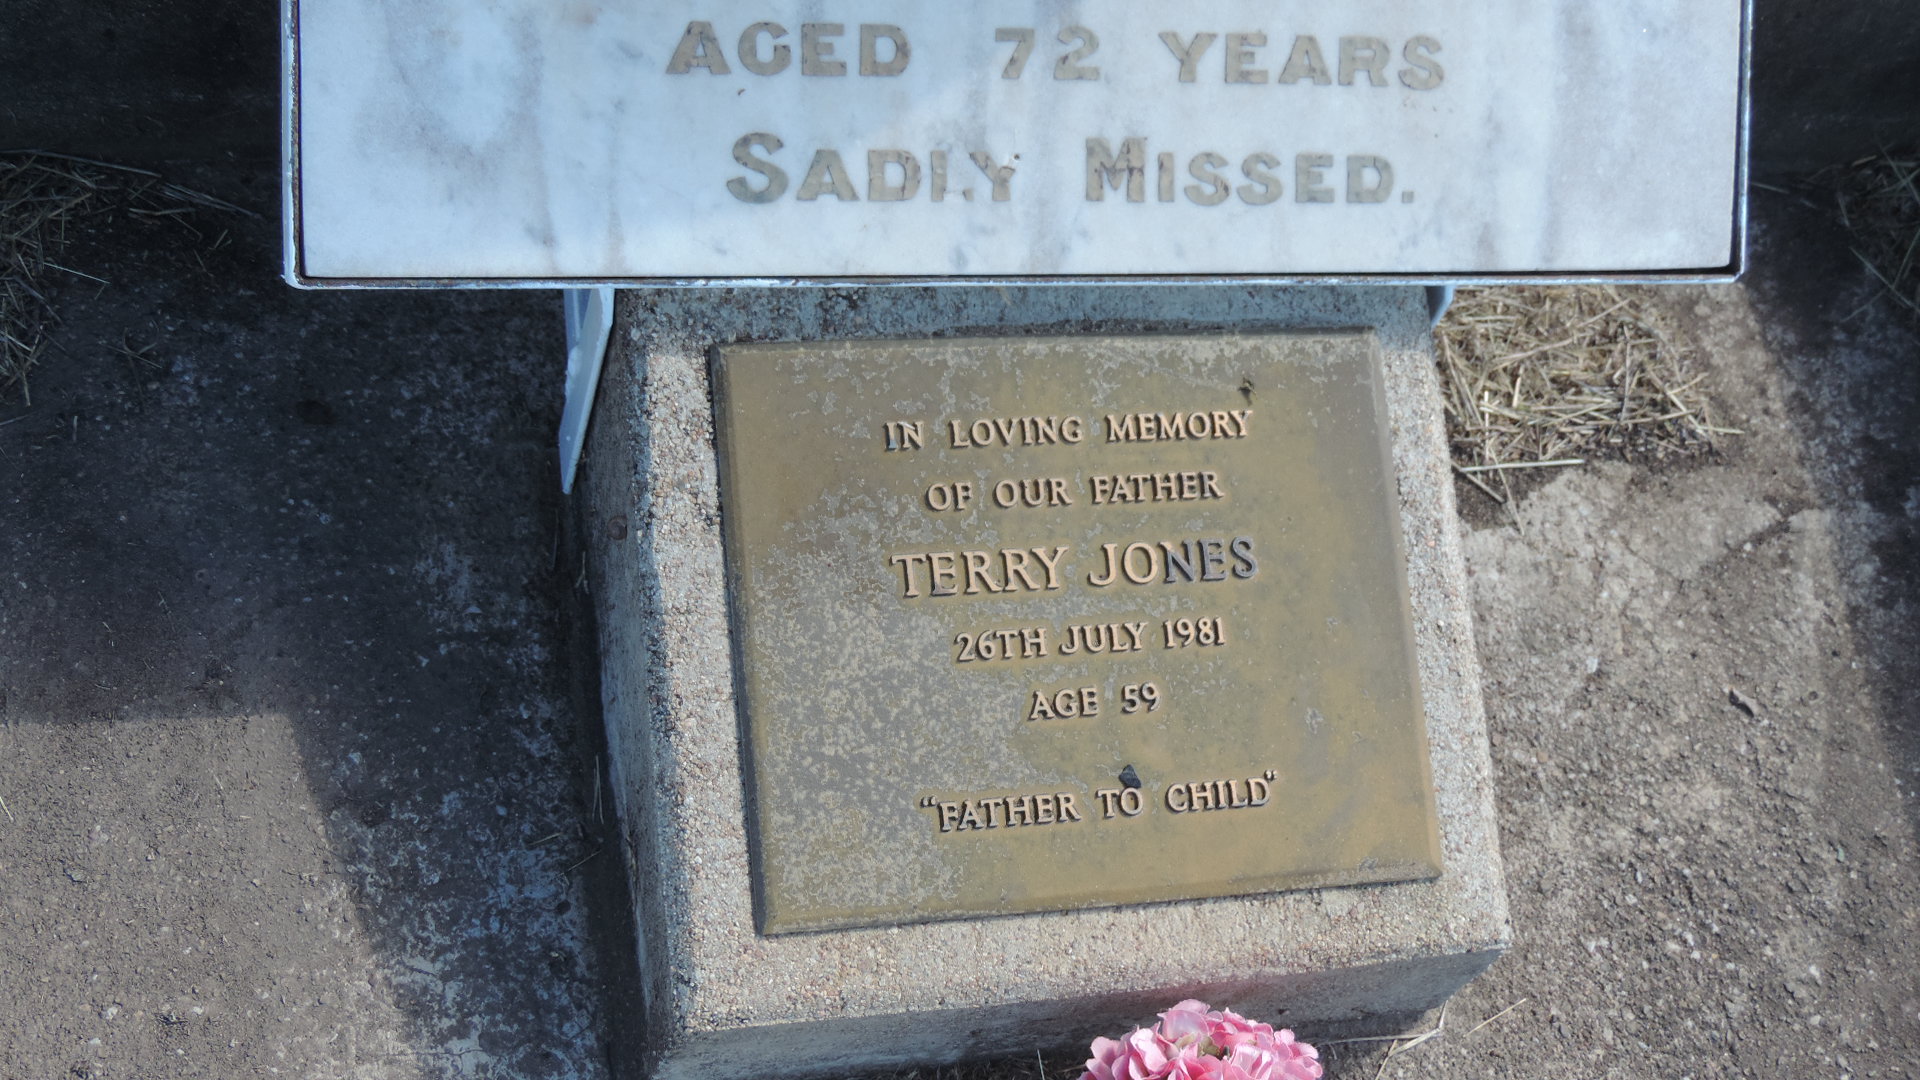 AGED 72 YEARS
SADLY MISSED.
IN LOVING MEMORY
OF OUR FATHER
TERRY JONES
26TH JULY 1981
AGE 59
"FATHER TO CHILD"